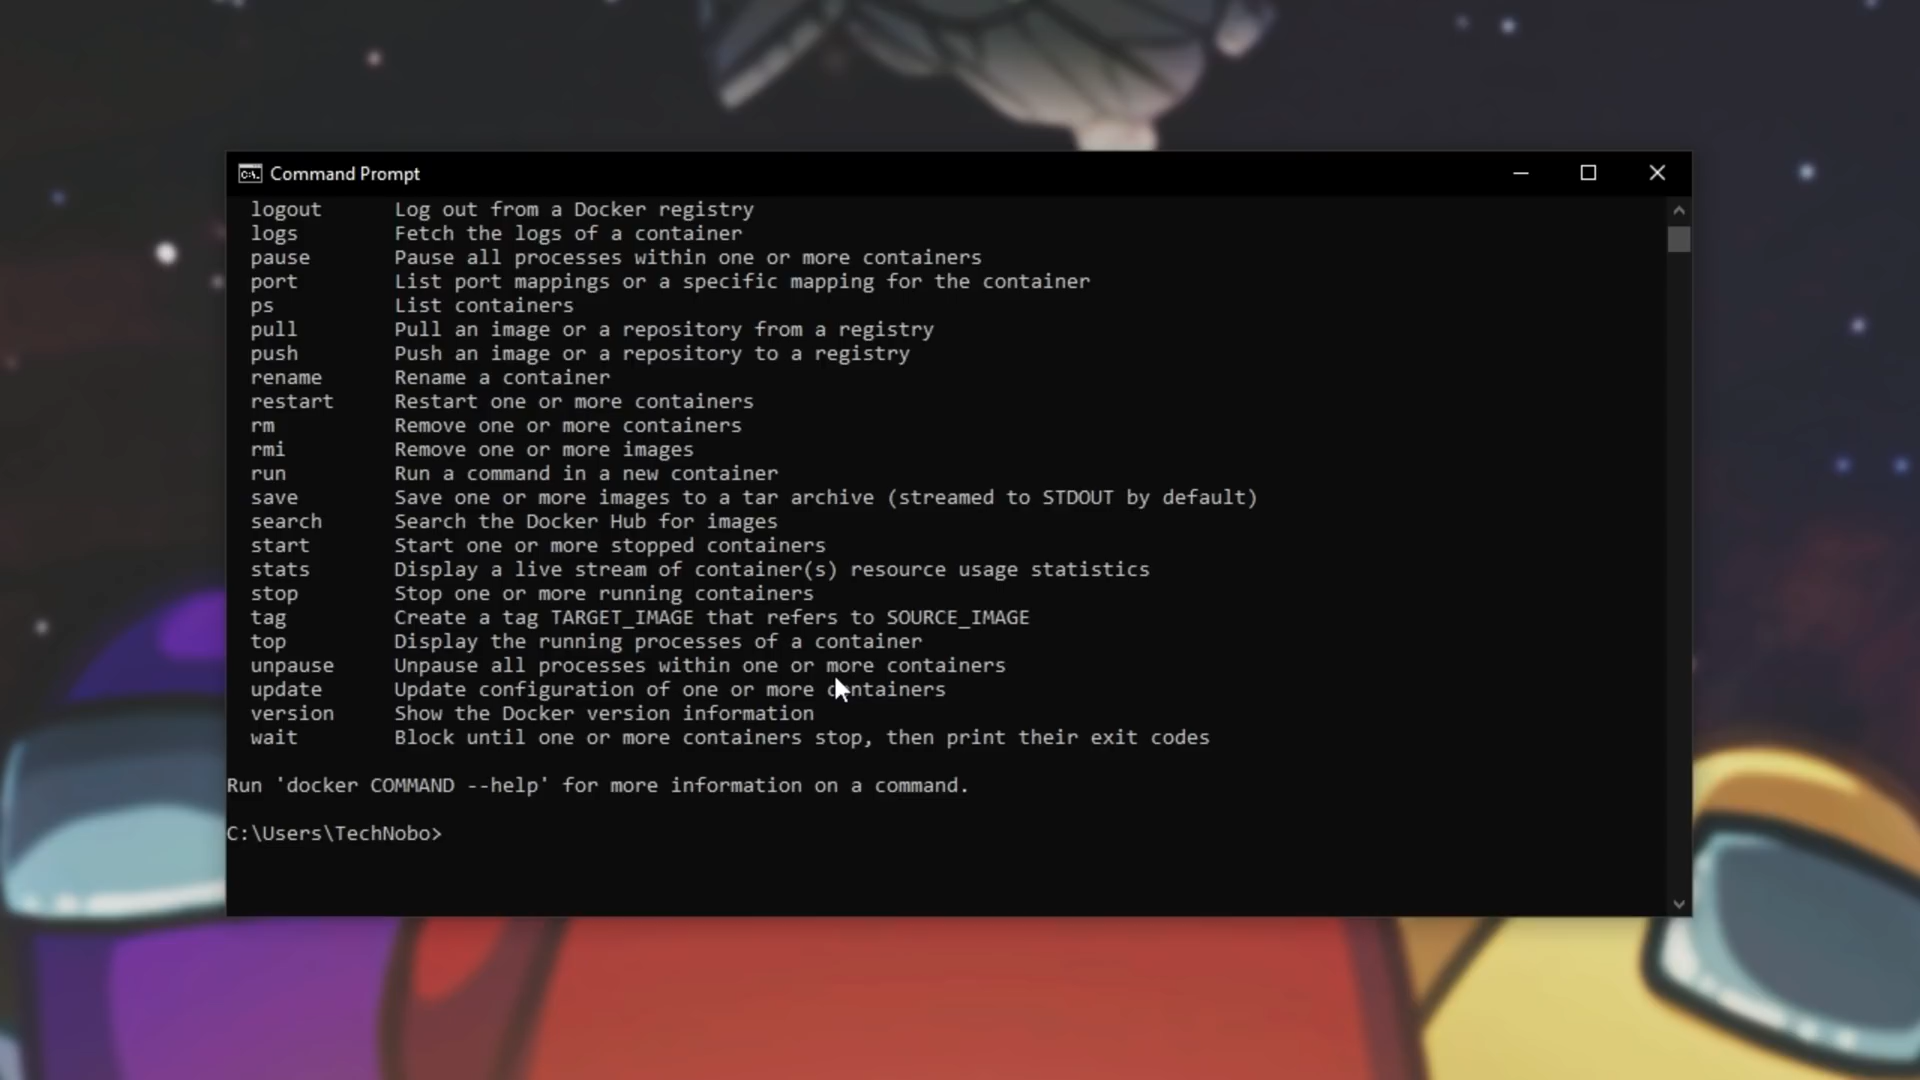 Command Prompt
logout Log out from a Docker registry
logs Fetch the logs of a container
pause Pause all processes within one or more containers
port List port mappings or a specific mapping for the container
ps List containers
pull Pull an image or a repository from a registry
push Push an image or a repository to a registry
rename Rename a container
restart Restart one or more containers
rm Remove one or more containers
rmi Remove one or more images
run Run a command in a new container
save Save one or more images to a tar archive (streamed to STDOUT by default)
search Search the Docker Hub for images
start Start one or more stopped containers
stats Display a live stream of container(s) resource usage statistics
stop Stop one or more running containers
tag Create a tag TARGET_IMAGE that refers to SOURCE_IMAGE
top Display the running processes of a container
unpause Unpause all processes within one or more containers
update Update configuration of one or more containers
version Show the Docker version information
wait Block until one or more containers stop, then print their exit codes
Run 'docker COMMAND --help' for more information on a command.
C:\Users\TechNobo>